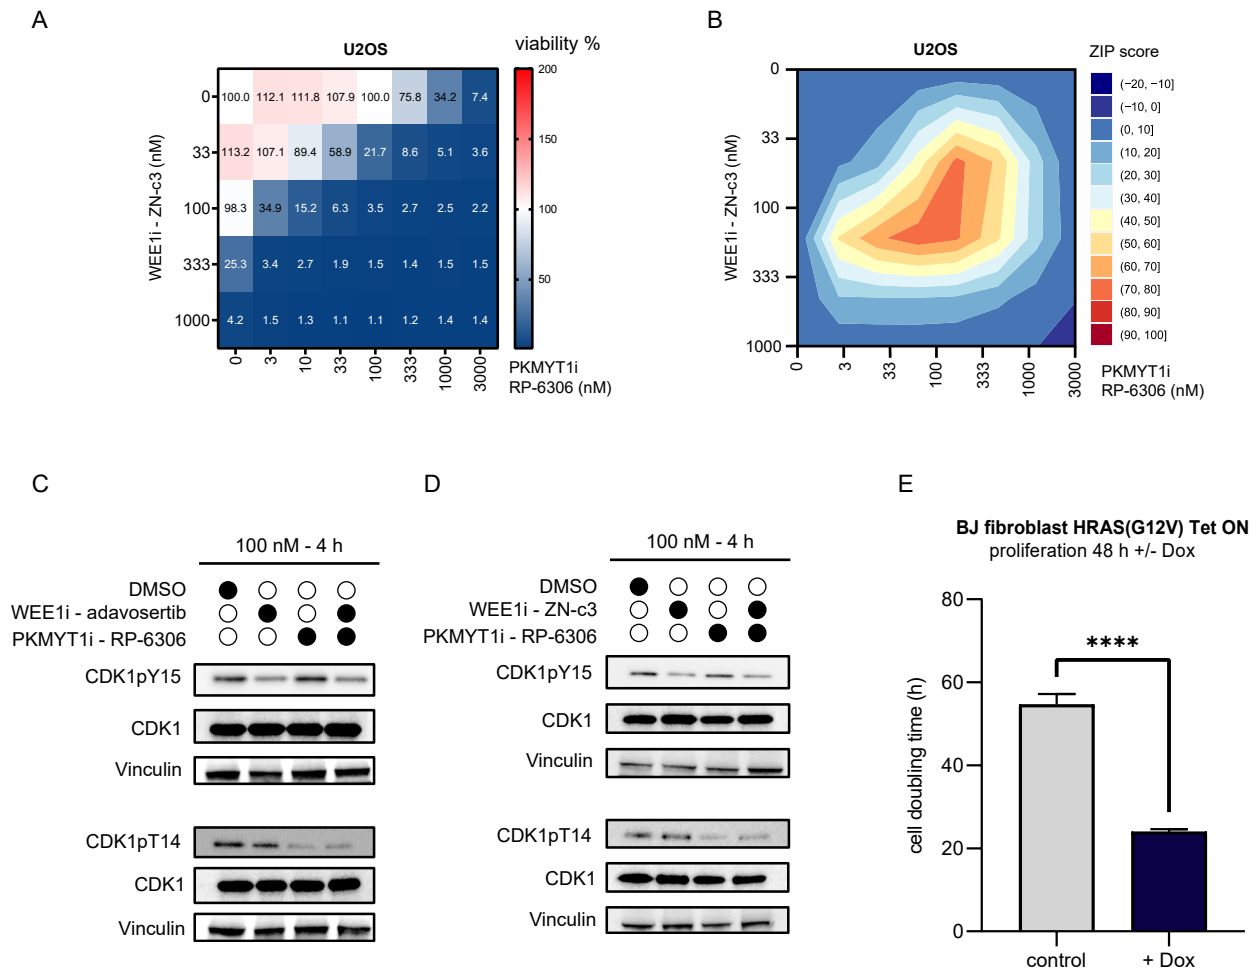 A
U2OS
viability %
WEE1i - ZN-c3 (nM)
0 100.0 112.1 111.8 107.9 100.0 75.8 34.2 7.4
33 113.2 107.1 89.4 58.9 21.7 8.6 5.1 3.6
100 98.3 34.9 15.2 6.3 3.5 2.7 2.5 2.2
333 25.3 3.4 2.7 1.9 1.5 1.4 1.5 1.5
1000 4.2 1.5 1.3 1.1 1.1 1.2 1.4 1.4
0 3 10 33 100 333 1000 3000
PKMYT1i
RP-6306 (nM)
200
150
100
50
B
U2OS
ZIP score
WEE1i - ZN-c3 (nM)
0
33
100
333
1000
0 3 33 100 333 1000 3000
PKMYT1i
RP-6306 (nM)
(−20, −10]
(−10, 0]
(0, 10]
(10, 20]
(20, 30]
(30, 40]
(40, 50]
(50, 60]
(60, 70]
(70, 80]
(80, 90]
(90, 100]
C
100 nM - 4 h
DMSO
WEE1i - adavosertib
PKMYT1i - RP-6306
CDK1pY15
CDK1
Vinculin
CDK1pT14
CDK1
Vinculin
D
100 nM - 4 h
DMSO
WEE1i - ZN-c3
PKMYT1i - RP-6306
CDK1pY15
CDK1
Vinculin
CDK1pT14
CDK1
Vinculin
E
BJ fibroblast HRAS(G12V) Tet ON
proliferation 48 h +/- Dox
cell doubling time (h)
80
60
40
20
0
****
control
+ Dox